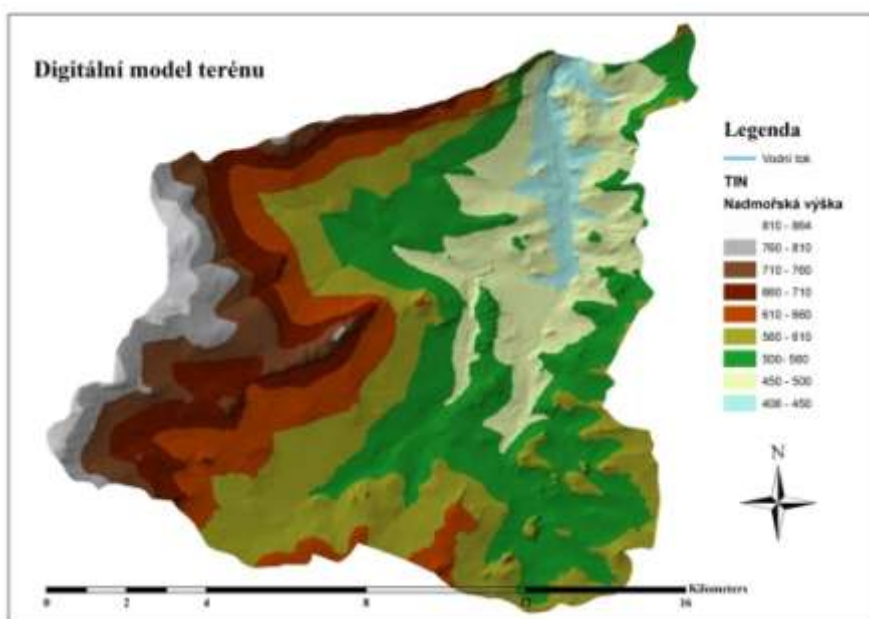 Digitální model terénu
Legenda
Vodní tok
TIN
Nadmořská výška
810 - 864
760 - 810
710 - 760
660 - 710
610 - 660
560 - 610
500- 560
450 - 500
408 - 450
N
Kilometers
0 2 4 8 12 16